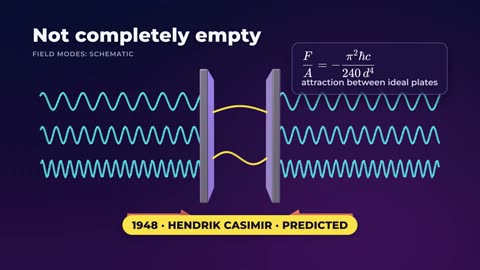 Not completely empty
FIELD MODES: SCHEMATIC
F/A = −π²ℏc/240 d⁴
attraction between ideal plates
1948 · HENDRIK CASIMIR · PREDICTED